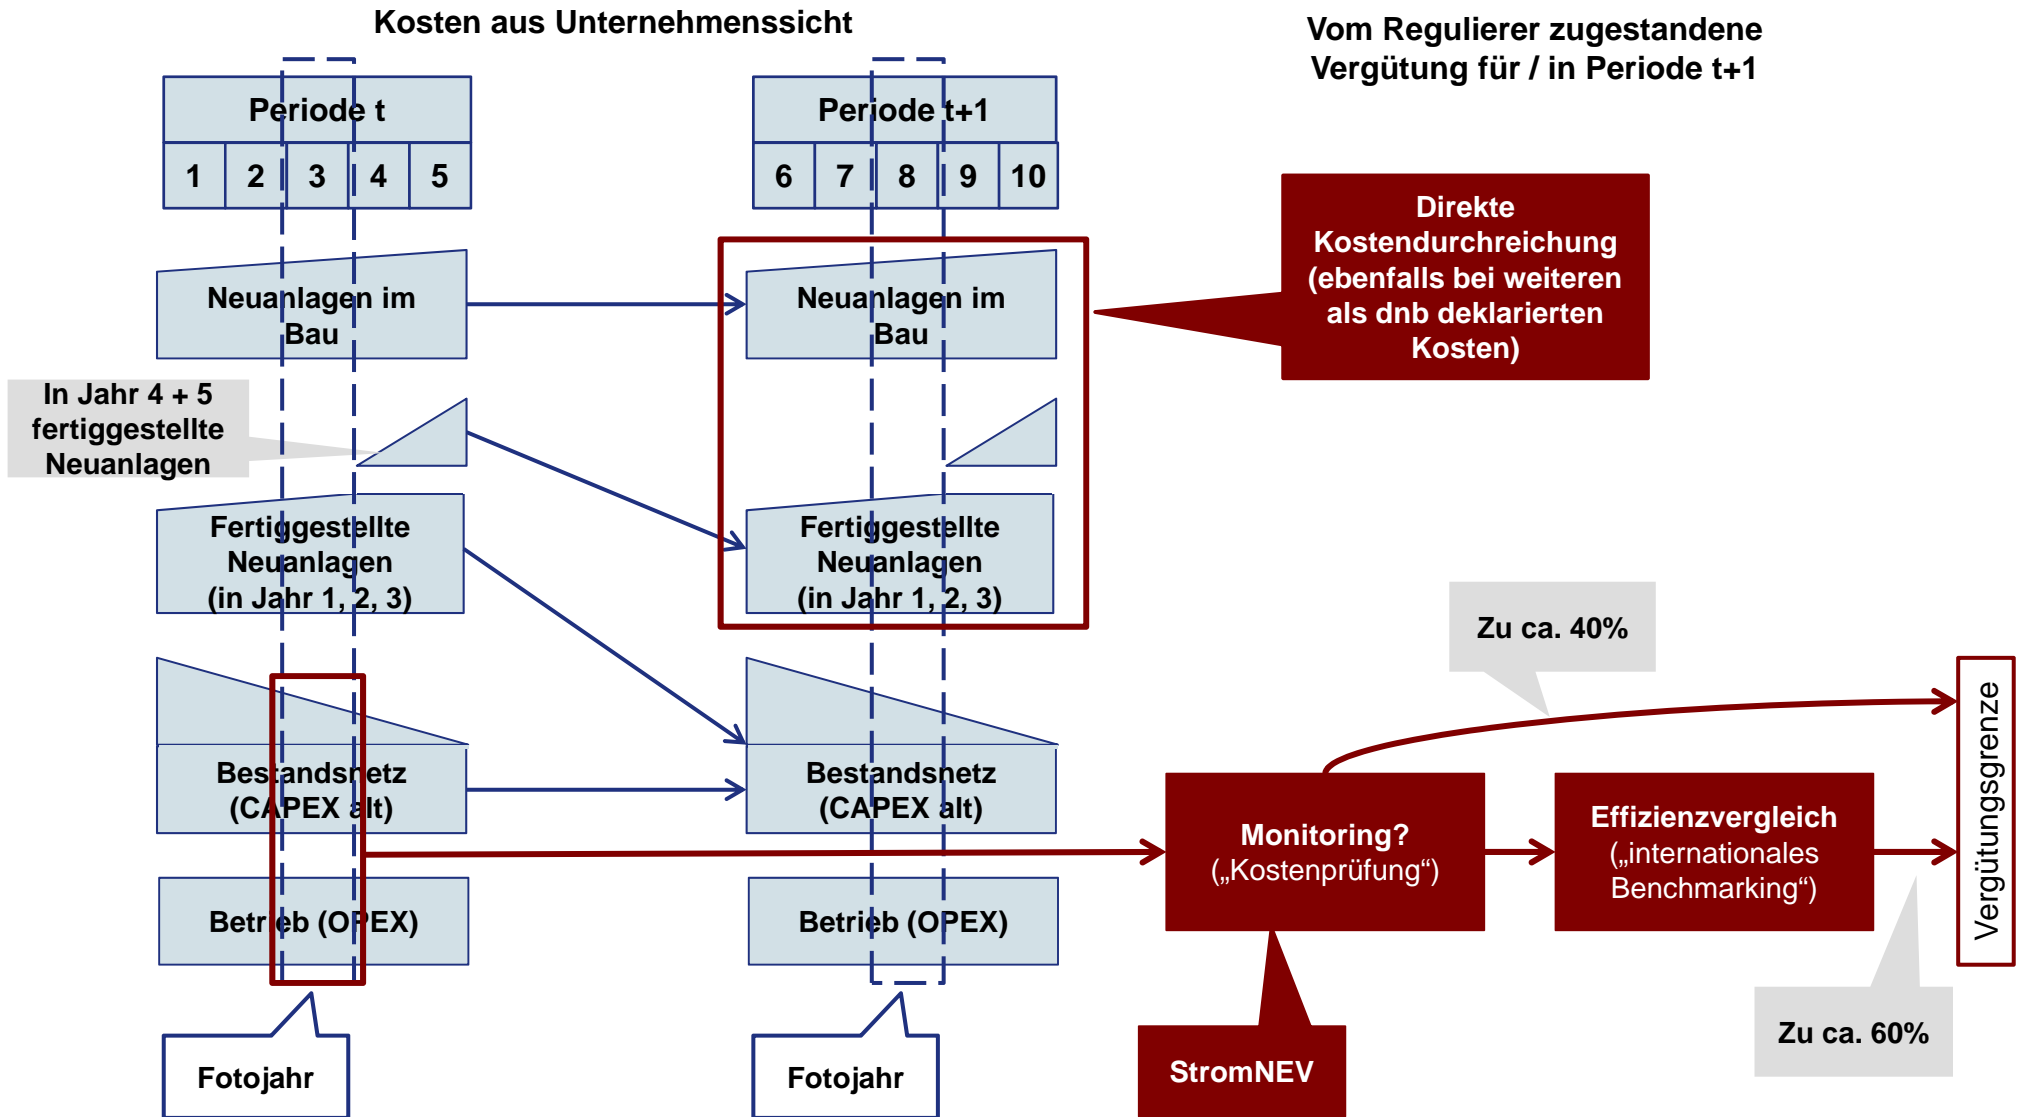 Kosten aus Unternehmenssicht
Vom Regulierer zugestandene
Vergütung für / in Periode t+1
Periode t
1 2 3 4 5
Periode t+1
6 7 8 9 10
Direkte
Kostendurchreichung
(ebenfalls bei weiteren
als dnb deklarierten
Kosten)
Neuanlagen im
Bau
Neuanlagen im
Bau
In Jahr 4 + 5
fertiggestellte
Neuanlagen
Fertiggestellte
Neuanlagen
(in Jahr 1, 2, 3)
Fertiggestellte
Neuanlagen
(in Jahr 1, 2, 3)
Zu ca. 40%
Bestandsnetz
(CAPEX alt)
Bestandsnetz
(CAPEX alt)
Monitoring?
(„Kostenprüfung“)
Effizienzvergleich
(„internationales
Benchmarking“)
Vergütungsgrenze
Betrieb (OPEX)
Betrieb (OPEX)
Zu ca. 60%
Fotojahr
Fotojahr
StromNEV